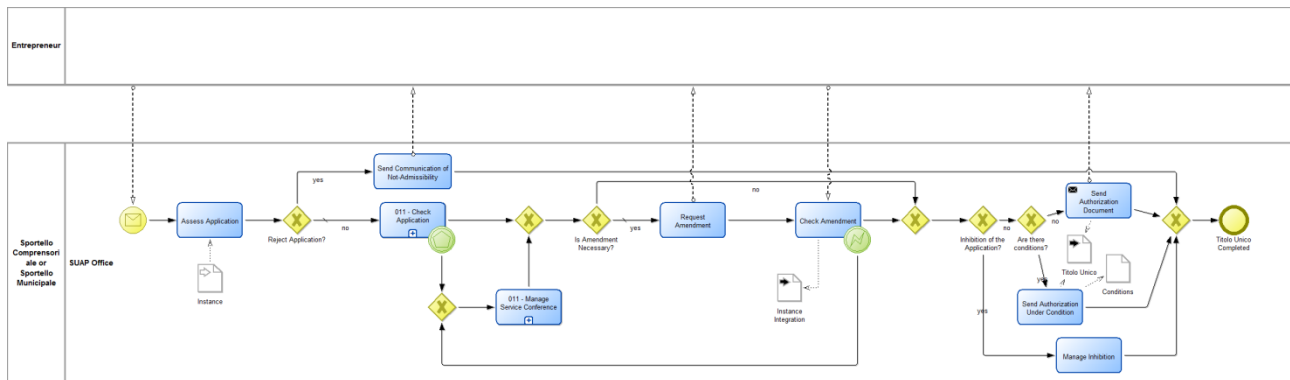 Entrepreneur
Sportello
Comprensori
ale or
Sportello
Municipale
SUAP Office
Assess Application
Instance
Reject Application?
yes
no
Send Communication of
Not-Admissibility
011 - Check
Application
011 - Manage
Service Conference
Is Amendment
Necessary?
yes
no
Request
Amendment
Check Amendment
Instance
Integration
Inhibition of the
Application?
no
yes
Are there
conditions?
no
yes
Send
Authorization
Document
Titolo Unico
Conditions
Send Authorization
Under Condition
Manage Inhibition
Titolo Unico
Completed